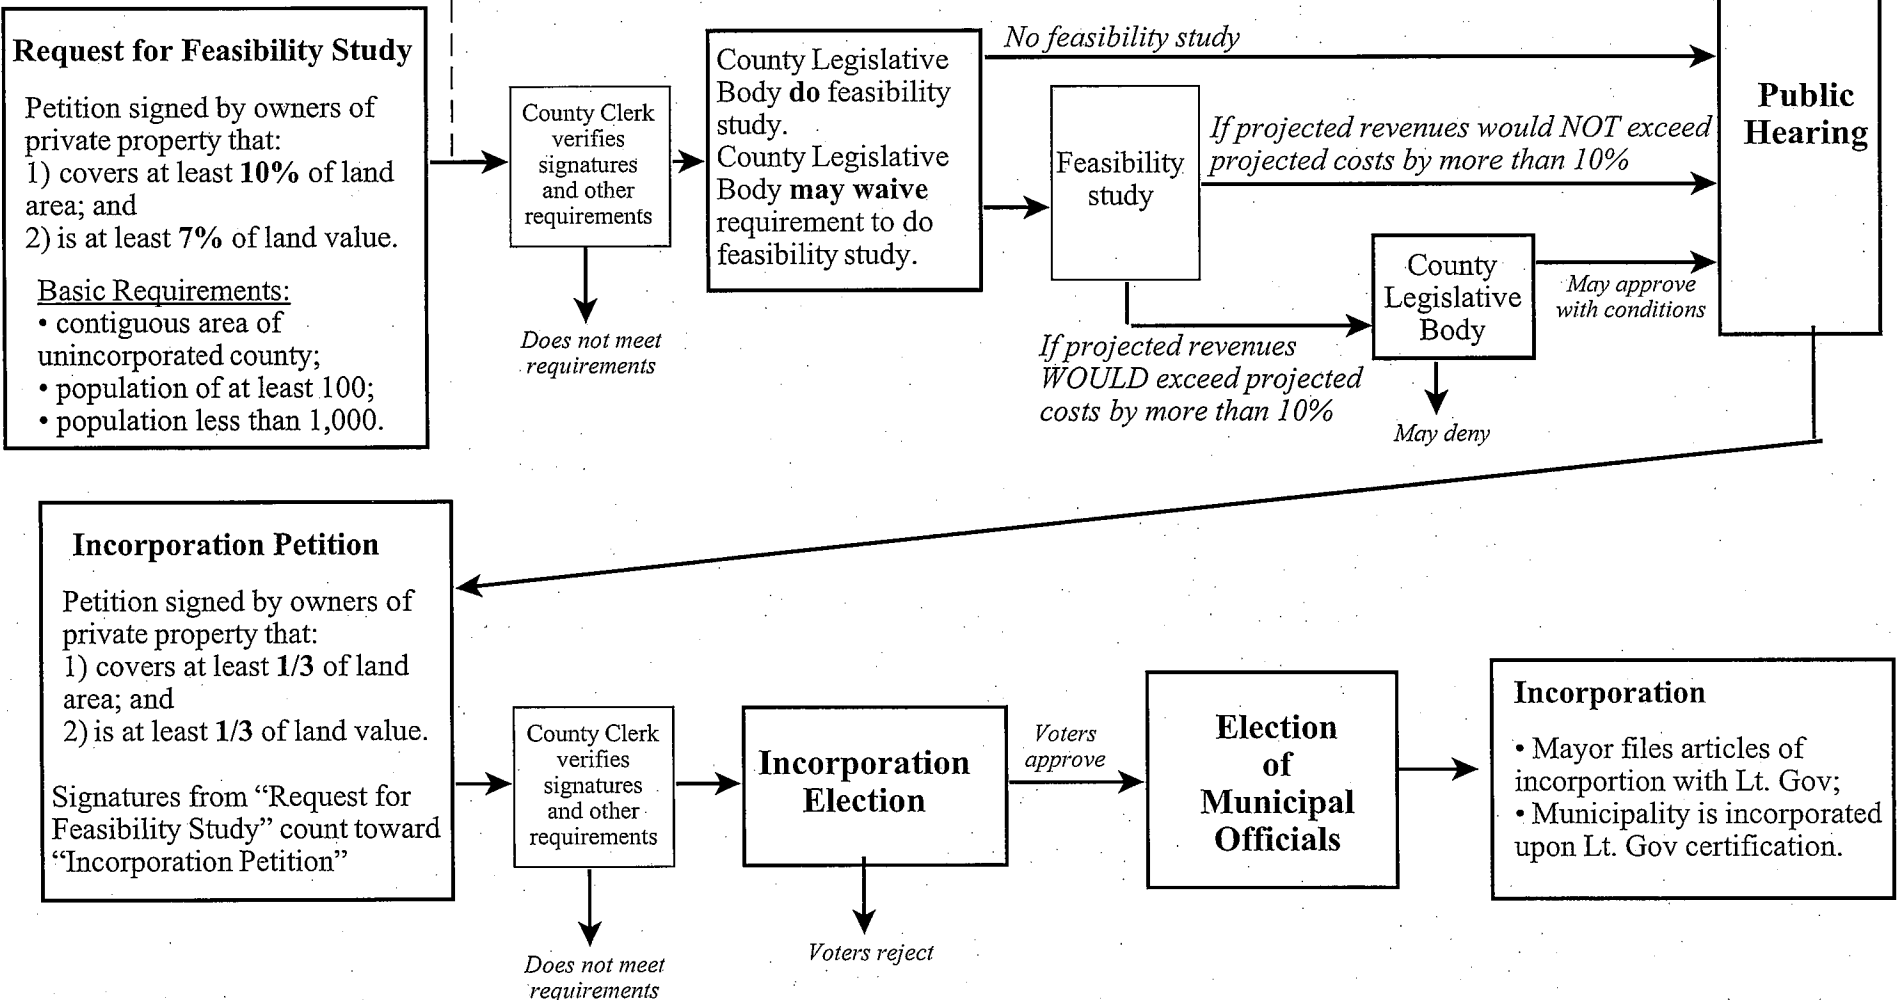 Request for Feasibility Study
Petition signed by owners of
private property that:
1) covers at least 10% of land
area; and
2) is at least 7% of land value.
Basic Requirements:
• contiguous area of
unincorporated county;
• population of at least 100;
• population less than 1,000.
County Clerk
verifies
signatures
and other
requirements
Does not meet
requirements
County Legislative
Body do feasibility
study.
County Legislative
Body may waive
requirement to do
feasibility study.
No feasibility study
Feasibility
study
If projected revenues would NOT exceed
projected costs by more than 10%
If projected revenues
WOULD exceed projected
costs by more than 10%
County
Legislative
Body
May approve
with conditions
May deny
Public
Hearing
Incorporation Petition
Petition signed by owners of
private property that:
1) covers at least 1/3 of land
area; and
2) is at least 1/3 of land value.
Signatures from “Request for
Feasibility Study” count toward
“Incorporation Petition”
County Clerk
verifies
signatures
and other
requirements
Does not meet
requirements
Incorporation
Election
Voters reject
Voters
approve
Election
of
Municipal
Officials
Incorporation
• Mayor files articles of
incorportion with Lt. Gov;
• Municipality is incorporated
upon Lt. Gov certification.